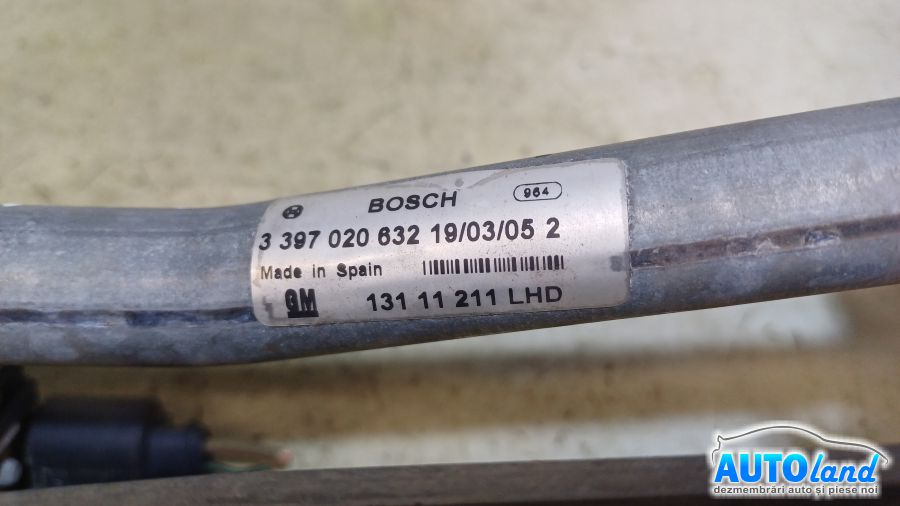 BOSCH 964
3 397 020 632 19/03/05 2
Made in Spain
GM 131 11 211 LHD
AUTOland
dezmembrări auto și piese noi